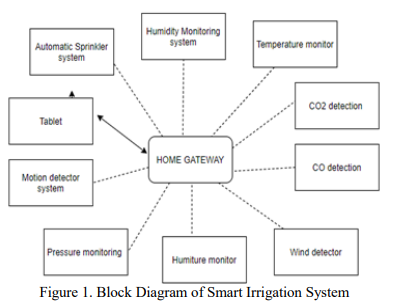 Humidity Monitoring
system
Automatic Sprinkler
system
Temperature monitor
CO2 detection
Tablet
HOME GATEWAY
CO detection
Motion detector
system
Pressure monitoring
Humiture monitor
Wind detector
Figure 1. Block Diagram of Smart Irrigation System